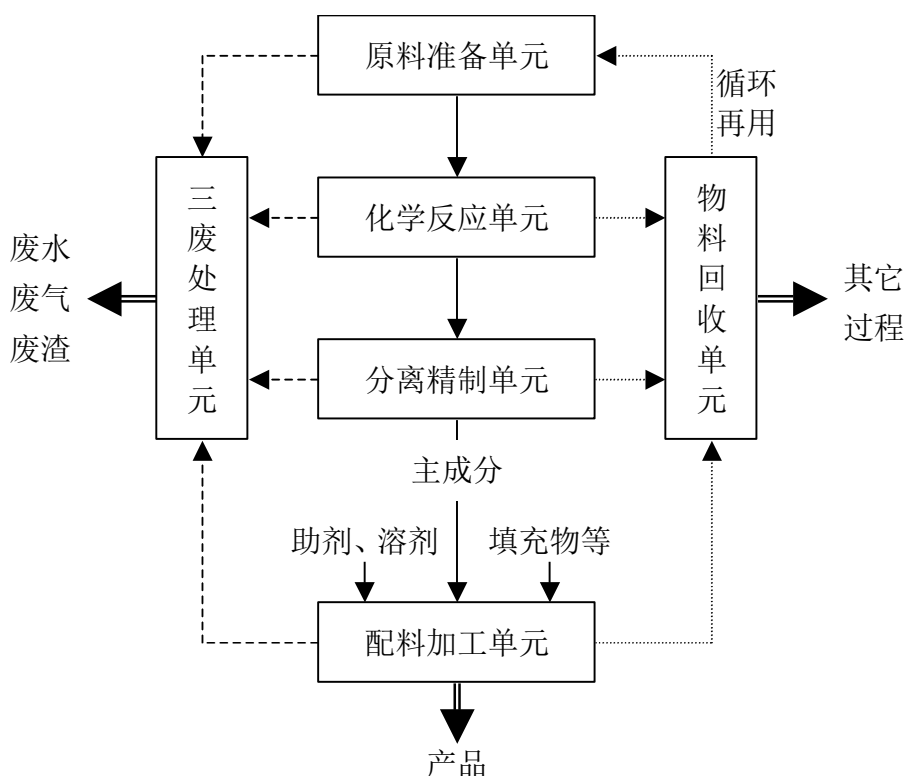 原料准备单元
循环
再用
三废处理单元
化学反应单元
物料回收单元
废水
废气
废渣
其它
过程
分离精制单元
主成分
助剂、溶剂
填充物等
配料加工单元
产品